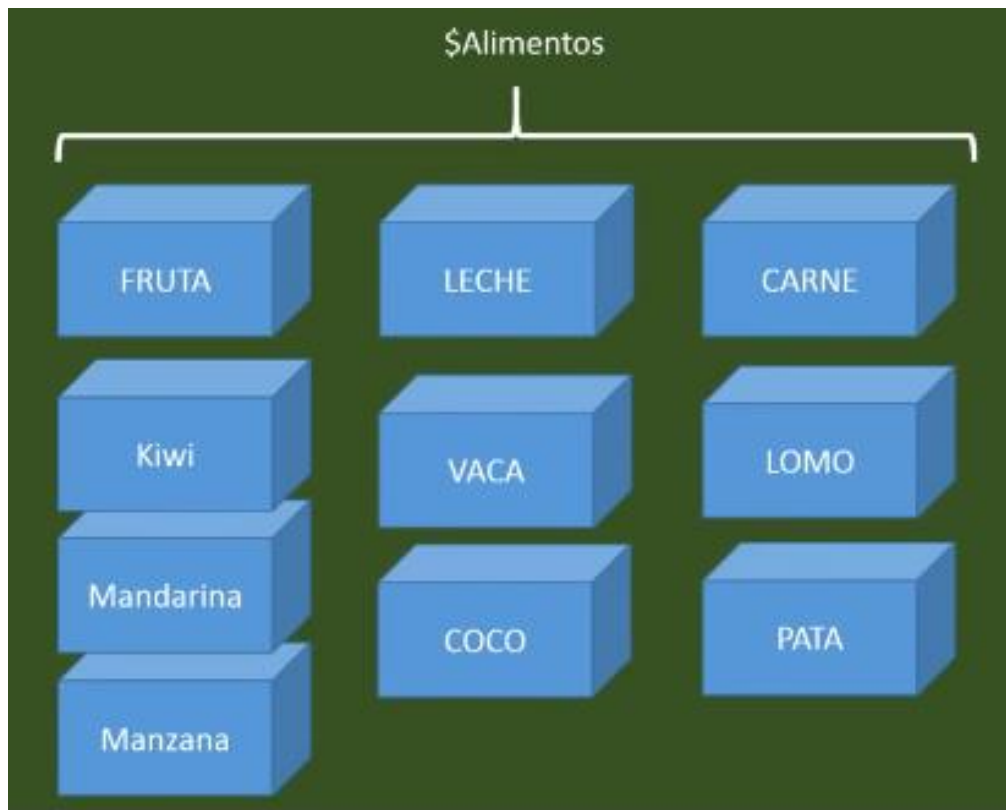 $Alimentos
FRUTA
LECHE
CARNE
Kiwi
VACA
LOMO
Mandarina
COCO
PATA
Manzana